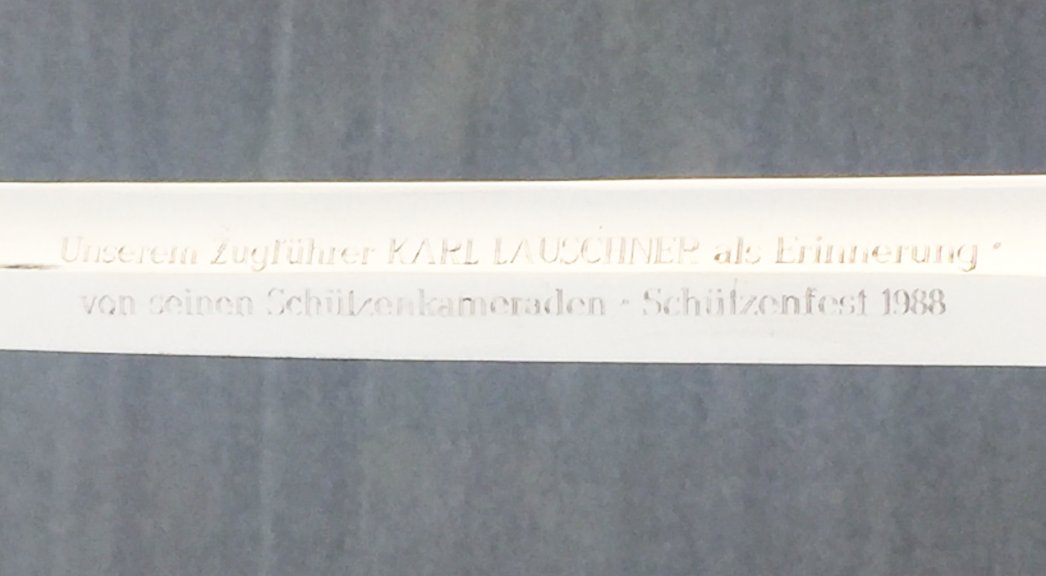 Unserem Zugführer KARL LAUSCHNER als Erinnerung ·
von seinen Schützenkameraden · Schützenfest 1988